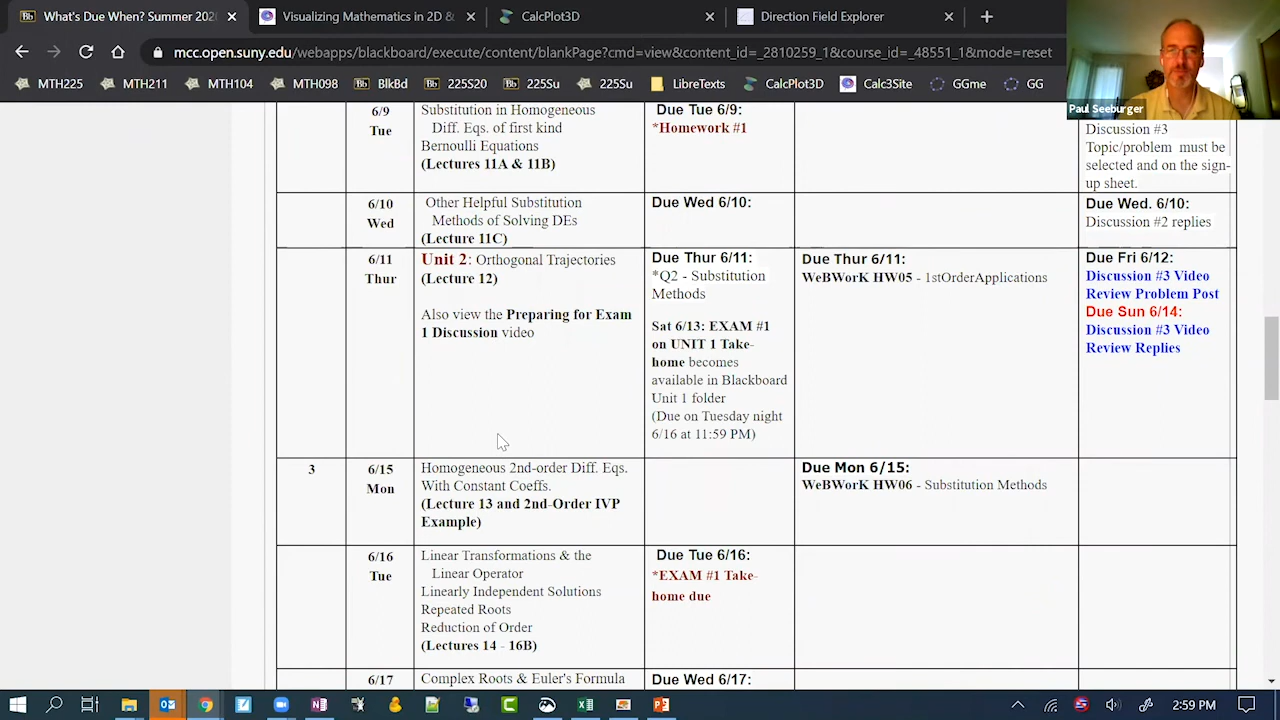 What's Due When? Summer 202
Visualizing Mathematics in 2D &
CalcPlot3D
Direction Field Explorer
mcc.open.suny.edu/webapps/blackboard/execute/content/blankPage?cmd=view&content_id=_2810259_1&course_id=_48551_1&mode=reset
MTH225
MTH211
MTH104
MTH098
BlkBd
225S20
225Su
225Su
LibreTexts
CalcPlot3D
Calc3Site
GGme
GG
Paul Seeburger
6/9
Tue
Substitution in Homogeneous
Diff. Eqs. of first kind
Bernoulli Equations
(Lectures 11A & 11B)
Due Tue 6/9:
*Homework #1
Discussion #3
Topic/problem must be
selected and on the sign-
up sheet.
6/10
Wed
Other Helpful Substitution
Methods of Solving DEs
(Lecture 11C)
Due Wed 6/10:
Due Wed. 6/10:
Discussion #2 replies
6/11
Thur
Unit 2: Orthogonal Trajectories
(Lecture 12)
Also view the Preparing for Exam
1 Discussion video
Due Thur 6/11:
*Q2 - Substitution
Methods
Sat 6/13: EXAM #1
on UNIT 1 Take-
home becomes
available in Blackboard
Unit 1 folder
(Due on Tuesday night
6/16 at 11:59 PM)
Due Thur 6/11:
WeBWorK HW05 - 1stOrderApplications
Due Fri 6/12:
Discussion #3 Video
Review Problem Post
Due Sun 6/14:
Discussion #3 Video
Review Replies
3
6/15
Mon
Homogeneous 2nd-order Diff. Eqs.
With Constant Coeffs.
(Lecture 13 and 2nd-Order IVP
Example)
Due Mon 6/15:
WeBWorK HW06 - Substitution Methods
6/16
Tue
Linear Transformations & the
Linear Operator
Linearly Independent Solutions
Repeated Roots
Reduction of Order
(Lectures 14 - 16B)
Due Tue 6/16:
*EXAM #1 Take-
home due
6/17
Complex Roots & Euler's Formula
Due Wed 6/17:
2:59 PM